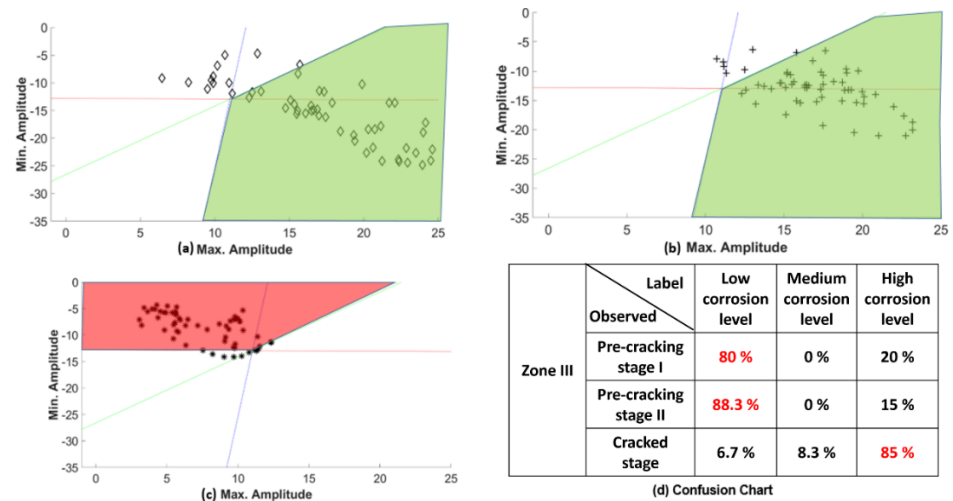 0
-5
-10
-15
-20
-25
-30
-35
Min. Amplitude
0 5 10 15 20 25
(a) Max. Amplitude
0
-5
-10
-15
-20
-25
-30
-35
Min. Amplitude
0 5 10 15 20 25
(b) Max. Amplitude
0
-5
-10
-15
-20
-25
-30
-35
Min. Amplitude
0 5 10 15 20 25
(c) Max. Amplitude
Zone III
Label
Observed
Low
corrosion
level
Medium
corrosion
level
High
corrosion
level
Pre-cracking
stage I
80 %
0 %
20 %
Pre-cracking
stage II
88.3 %
0 %
15 %
Cracked
stage
6.7 %
8.3 %
85 %
(d) Confusion Chart